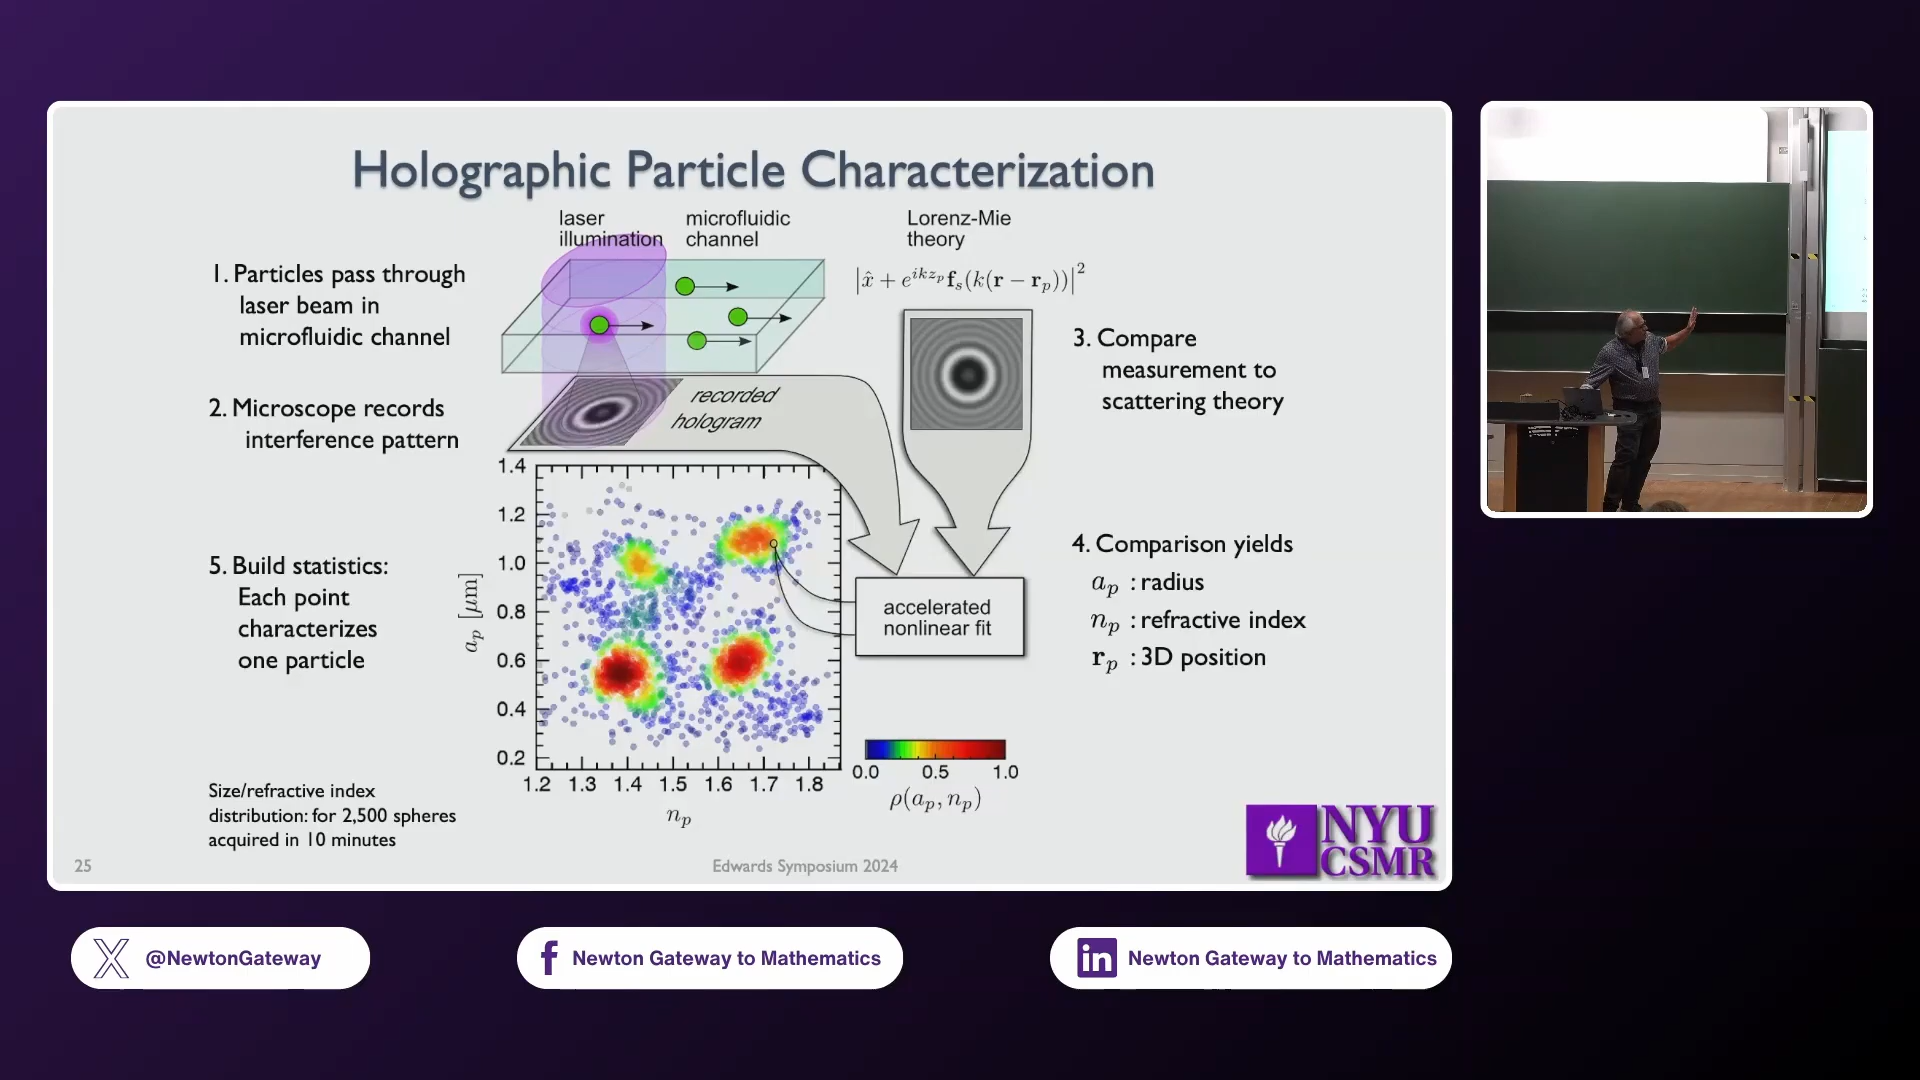 Holographic Particle Characterization
laser
illumination
microfluidic
channel
Lorenz-Mie
theory
|x̂ + e^{ikz_p} f_s(k(r − r_p))|²
1. Particles pass through
laser beam in
microfluidic channel
2. Microscope records
interference pattern
recorded
hologram
3. Compare
measurement to
scattering theory
4. Comparison yields
a_p : radius
n_p : refractive index
r_p : 3D position
5. Build statistics:
Each point
characterizes
one particle
accelerated
nonlinear fit
1.4
1.2
1.0
0.8
0.6
0.4
0.2
a_p [μm]
1.2 1.3 1.4 1.5 1.6 1.7 1.8
n_p
0.0 0.5 1.0
ρ(a_p, n_p)
Size/refractive index
distribution: for 2,500 spheres
acquired in 10 minutes
25
Edwards Symposium 2024
NYU
CSMR
@NewtonGateway
Newton Gateway to Mathematics
in
Newton Gateway to Mathematics